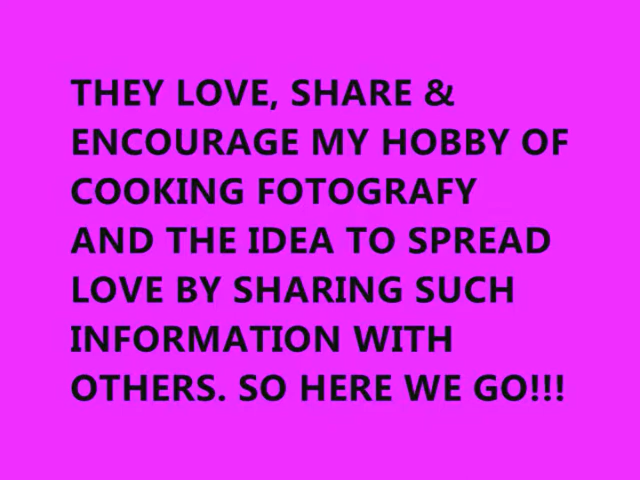 THEY LOVE, SHARE &
ENCOURAGE MY HOBBY OF
COOKING FOTOGRAFY
AND THE IDEA TO SPREAD
LOVE BY SHARING SUCH
INFORMATION WITH
OTHERS. SO HERE WE GO!!!